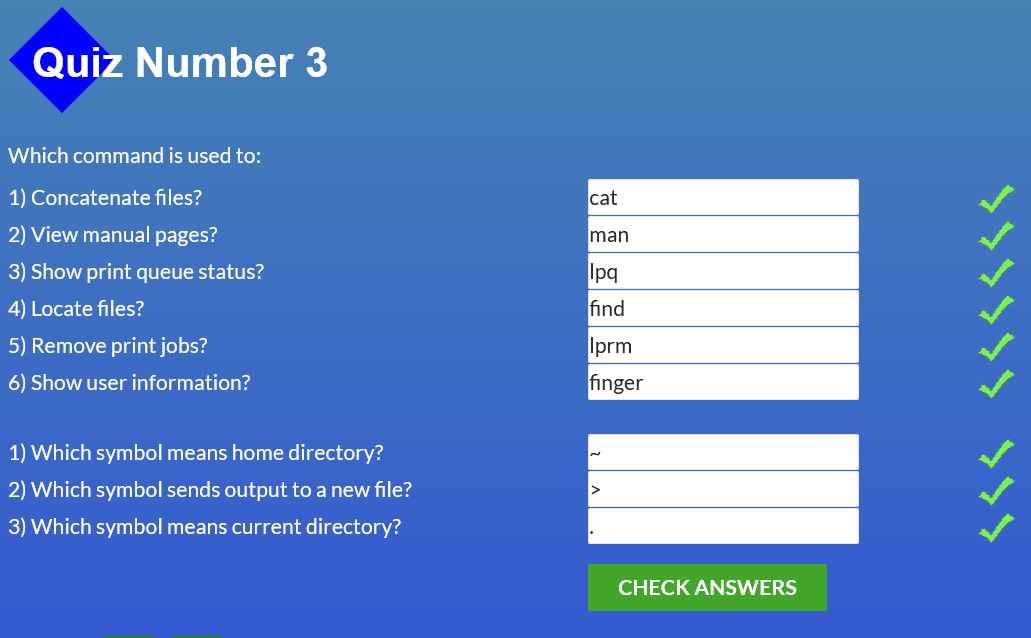 Quiz Number 3
Which command is used to:
1) Concatenate files? cat
2) View manual pages? man
3) Show print queue status? lpq
4) Locate files? find
5) Remove print jobs? lprm
6) Show user information? finger
1) Which symbol means home directory? ~
2) Which symbol sends output to a new file? >
3) Which symbol means current directory? .
CHECK ANSWERS